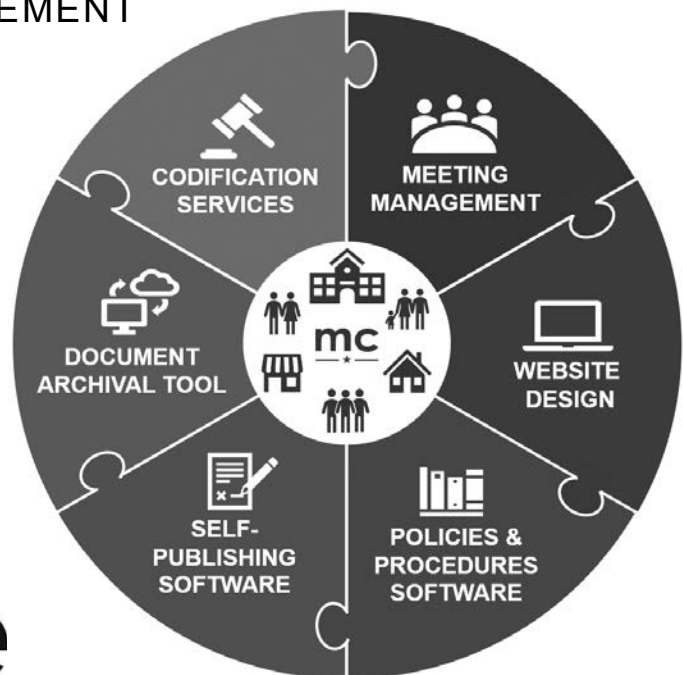 EMENT
CODIFICATION
SERVICES
MEETING
MANAGEMENT
DOCUMENT
ARCHIVAL TOOL
mc
WEBSITE
DESIGN
SELF-
PUBLISHING
SOFTWARE
POLICIES &
PROCEDURES
SOFTWARE
e